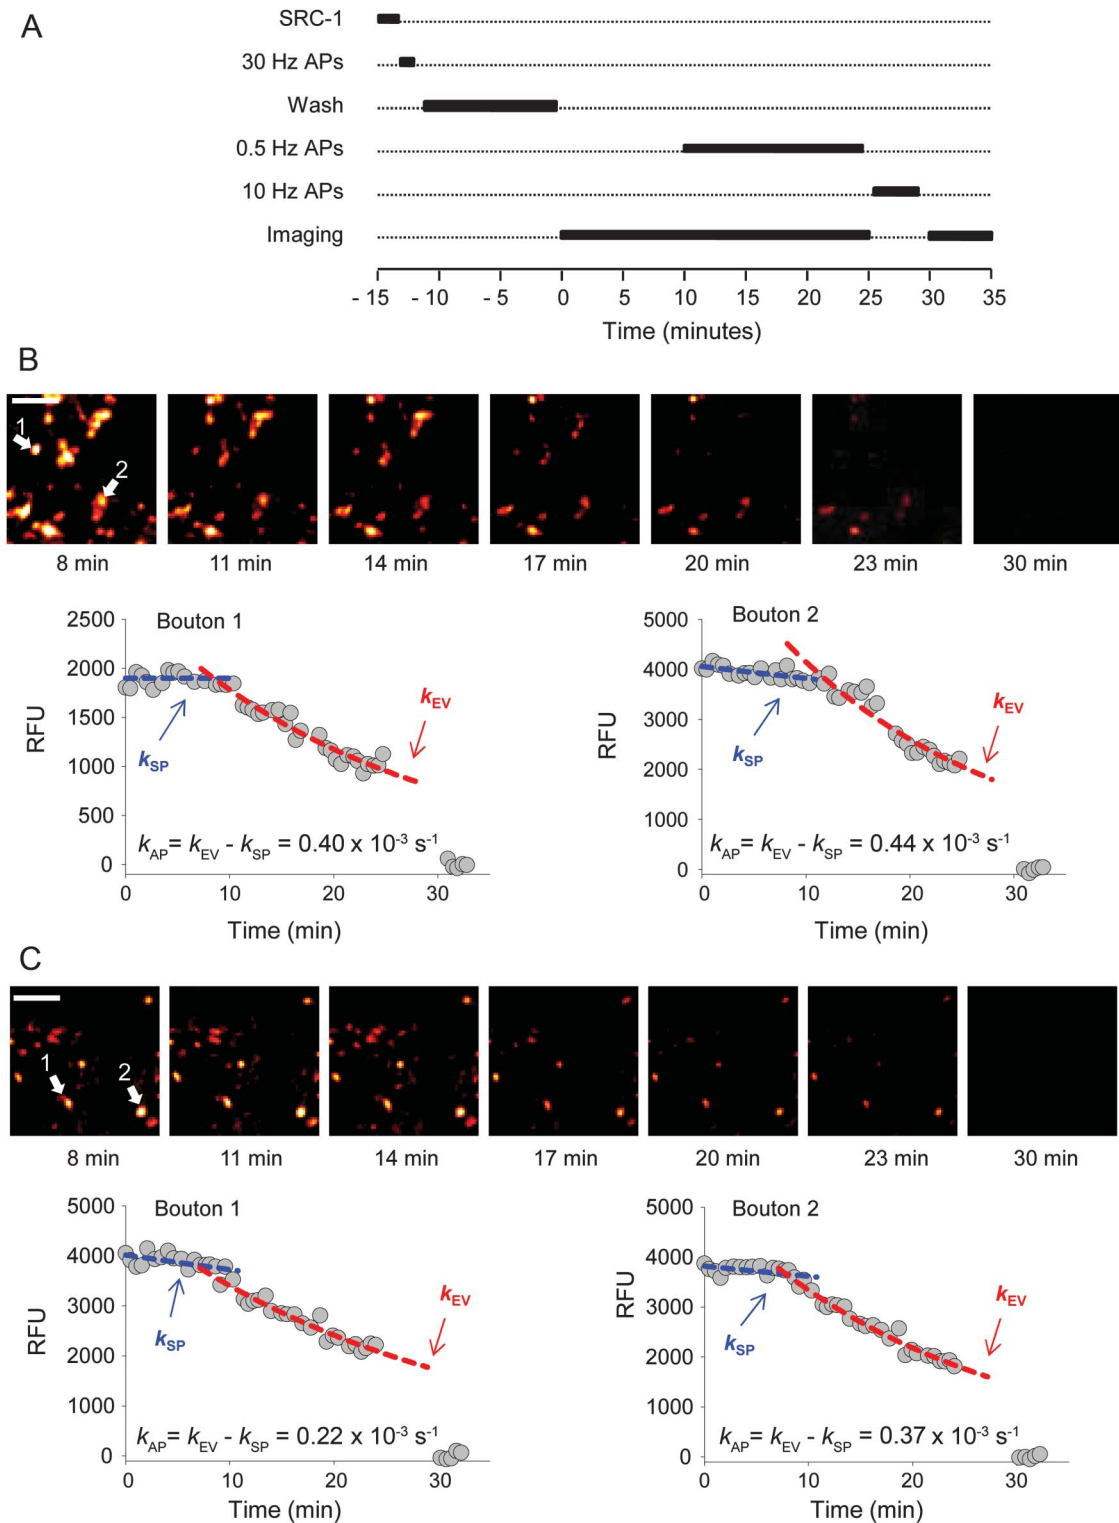 A
SRC-1
30 Hz APs
Wash
0.5 Hz APs
10 Hz APs
Imaging
- 15 - 10 - 5 0 5 10 15 20 25 30 35
Time (minutes)
B
1
2
8 min 11 min 14 min 17 min 20 min 23 min 30 min
Bouton 1
2500
2000
1500
1000
500
0
RFU
kSP
kEV
kAP= kEV - kSP = 0.40 x 10-3 s-1
0 10 20 30
Time (min)
Bouton 2
5000
4000
3000
2000
1000
0
RFU
kSP
kEV
kAP= kEV - kSP = 0.44 x 10-3 s-1
0 10 20 30
Time (min)
C
1
2
8 min 11 min 14 min 17 min 20 min 23 min 30 min
Bouton 1
5000
4000
3000
2000
1000
0
RFU
kSP
kEV
kAP= kEV - kSP = 0.22 x 10-3 s-1
0 10 20 30
Time (min)
Bouton 2
5000
4000
3000
2000
1000
0
RFU
kSP
kEV
kAP= kEV - kSP = 0.37 x 10-3 s-1
0 10 20 30
Time (min)